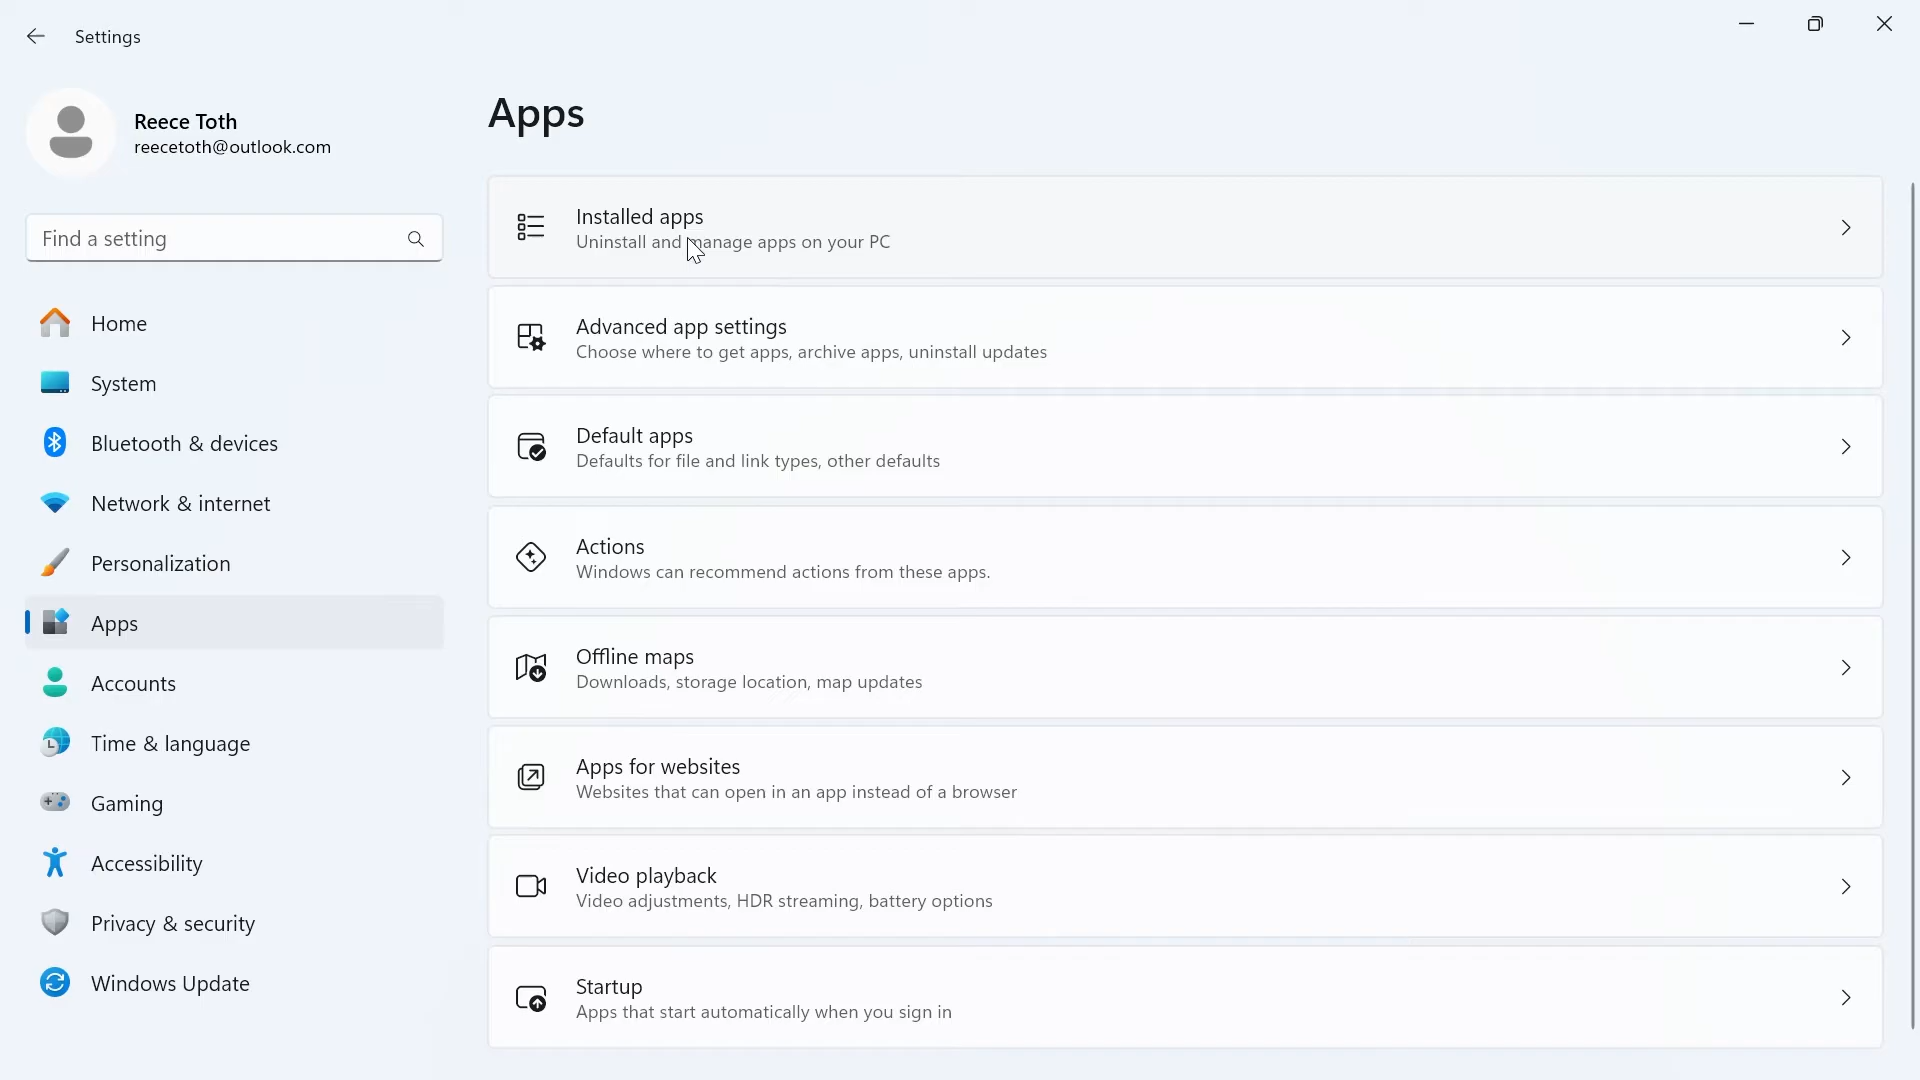 Settings
Reece Toth
reecetoth@outlook.com
Find a setting
Home
System
Bluetooth & devices
Network & internet
Personalization
Apps
Accounts
Time & language
Gaming
Accessibility
Privacy & security
Windows Update
Apps
Installed apps
Uninstall and manage apps on your PC
Advanced app settings
Choose where to get apps, archive apps, uninstall updates
Default apps
Defaults for file and link types, other defaults
Actions
Windows can recommend actions from these apps.
Offline maps
Downloads, storage location, map updates
Apps for websites
Websites that can open in an app instead of a browser
Video playback
Video adjustments, HDR streaming, battery options
Startup
Apps that start automatically when you sign in